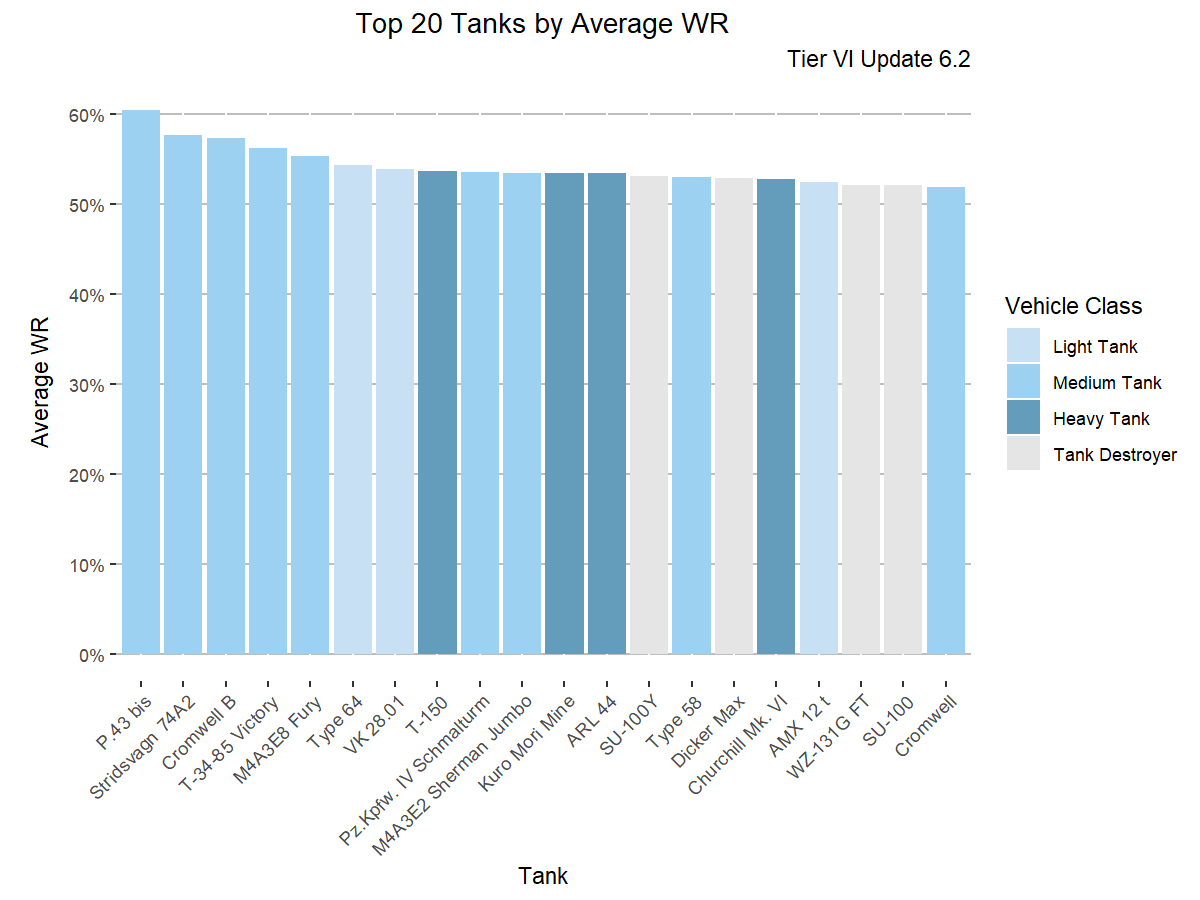 Top 20 Tanks by Average WR
Tier VI Update 6.2
60%
50%
40%
30%
20%
10%
0%
Average WR
P.43 bis
Stridsvagn 74A2
Cromwell B
T-34-85 Victory
M4A3E8 Fury
Type 64
VK 28.01
T-150
Pz.Kpfw. IV Schmalturm
M4A3E2 Sherman Jumbo
Kuro Mori Mine
ARL 44
SU-100Y
Type 58
Dicker Max
Churchill Mk. VI
AMX 12 t
WZ-131G FT
SU-100
Cromwell
Tank
Vehicle Class
Light Tank
Medium Tank
Heavy Tank
Tank Destroyer